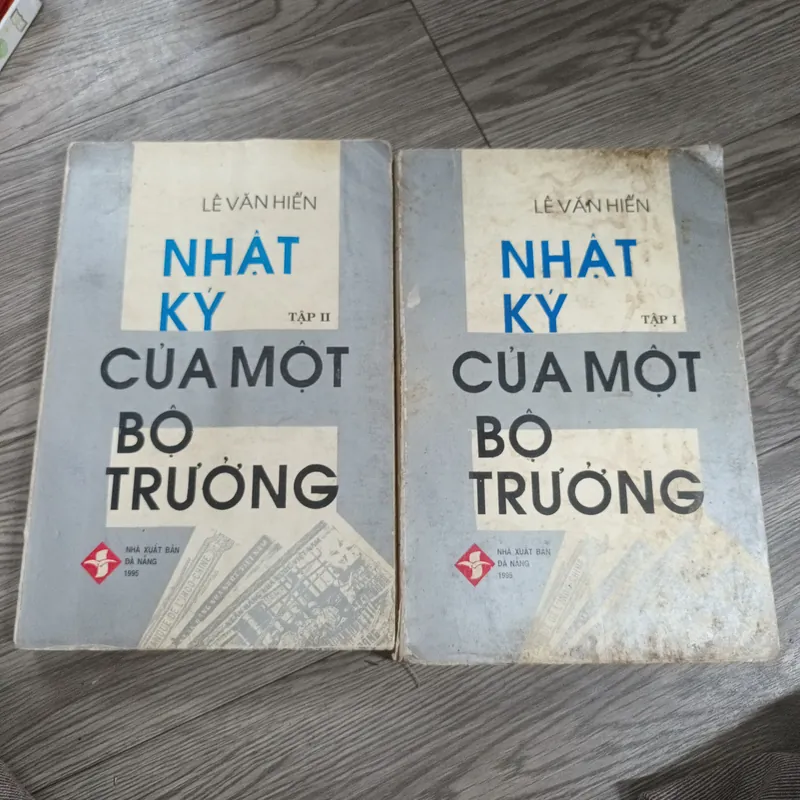 LÊ VĂN HIẾN
NHẬT
KÝ
TẬP II
CỦA MỘT
BỘ
TRƯỞNG
NHÀ XUẤT BẢN
ĐÀ NẴNG
1995
LÊ VĂN HIẾN
NHẬT
KÝ
TẬP I
CỦA MỘT
BỘ
TRƯỞNG
NHÀ XUẤT BẢN
ĐÀ NẴNG
1995